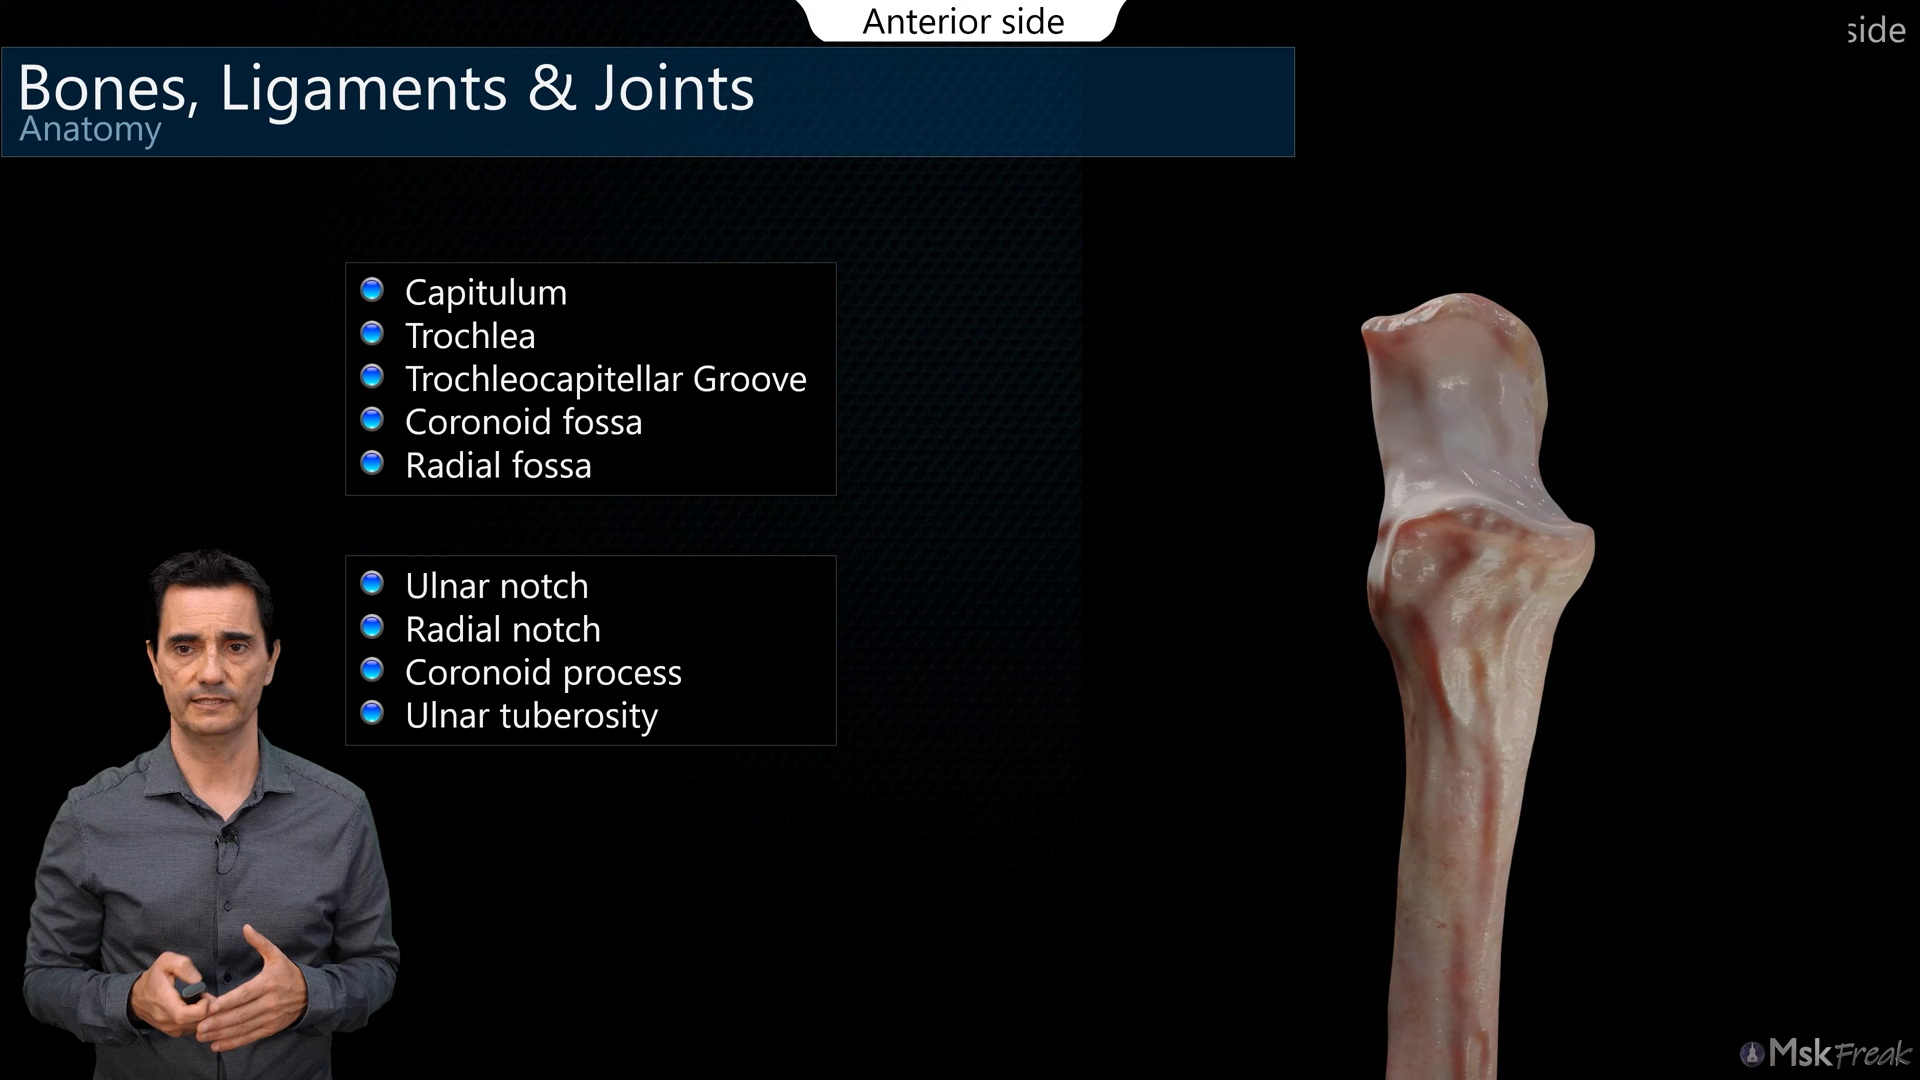 Anterior side
side
Bones, Ligaments & Joints
Anatomy
Capitulum
Trochlea
Trochleocapitellar Groove
Coronoid fossa
Radial fossa
Ulnar notch
Radial notch
Coronoid process
Ulnar tuberosity
MskFreak